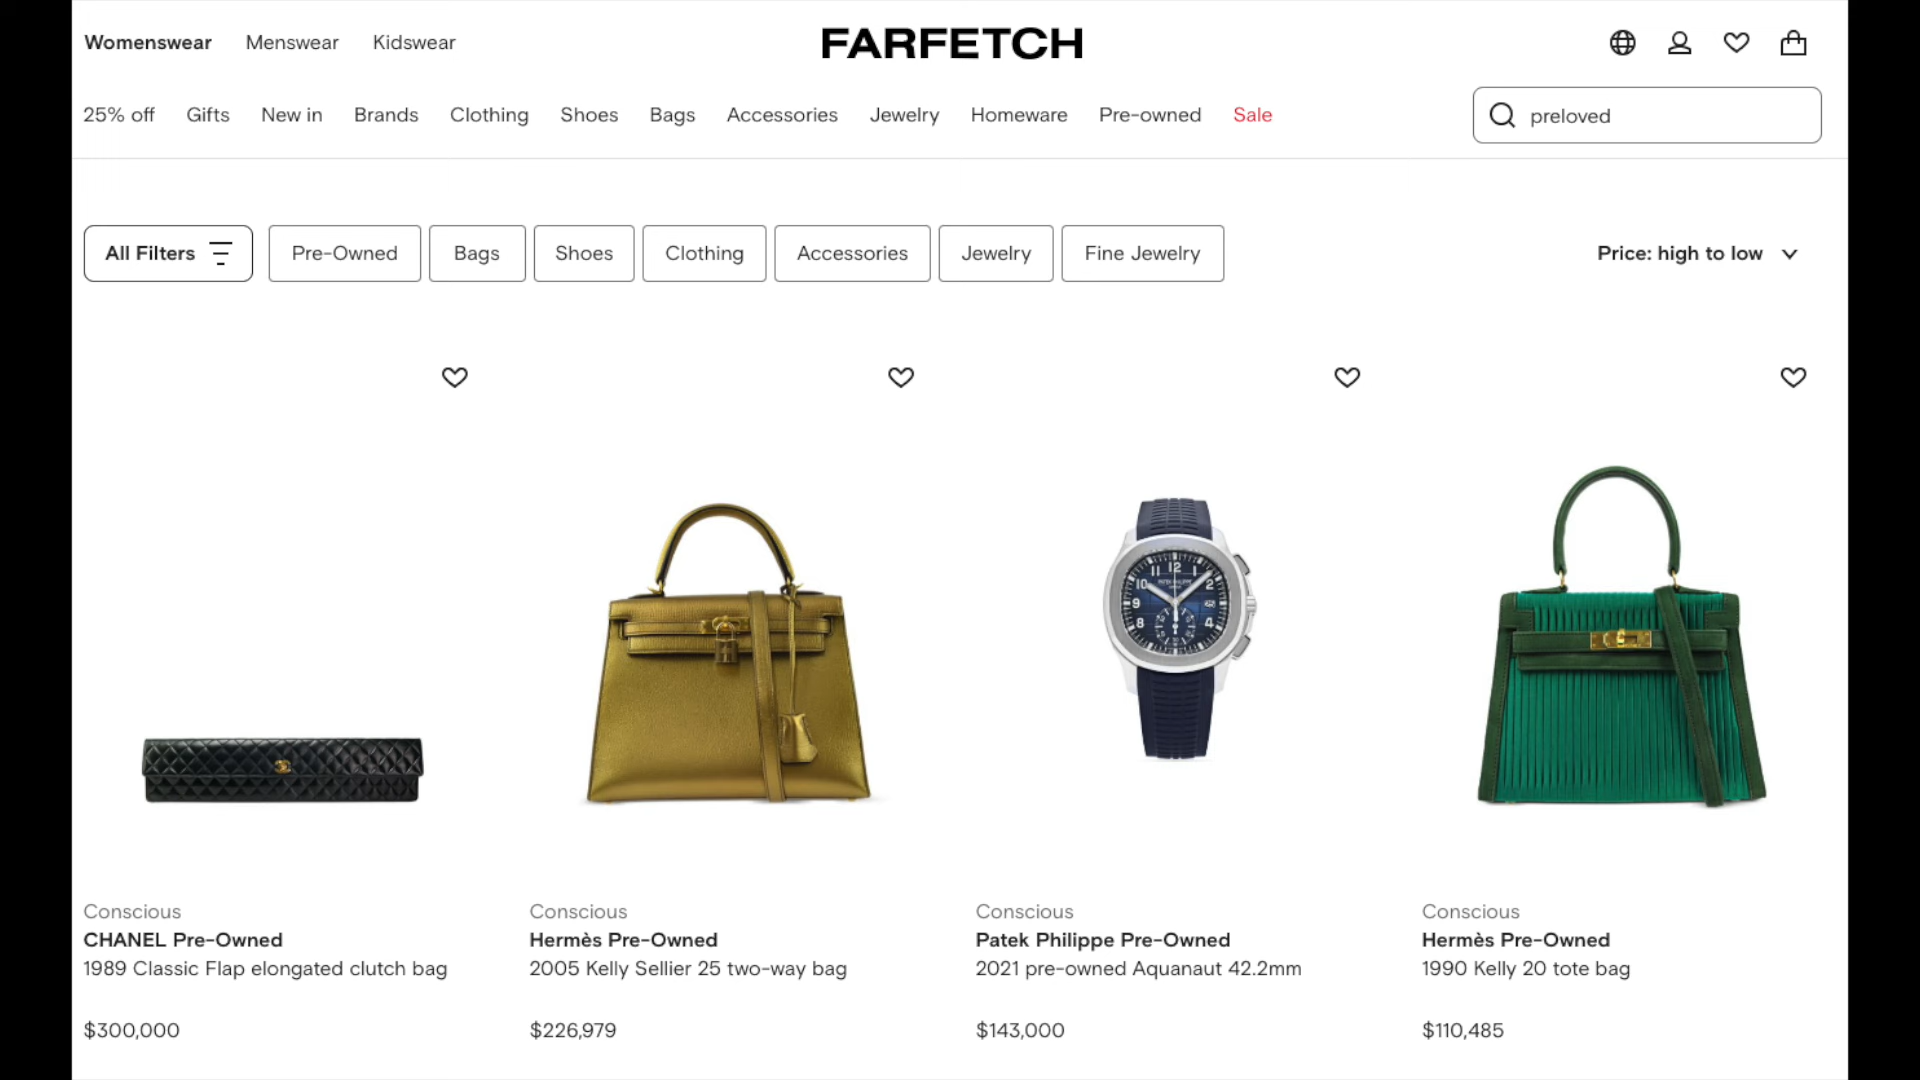 Womenswear Menswear Kidswear
FARFETCH
25% off Gifts New in Brands Clothing Shoes Bags Accessories Jewelry Homeware Pre-owned Sale
preloved
All Filters Pre-Owned Bags Shoes Clothing Accessories Jewelry Fine Jewelry
Price: high to low
Conscious
CHANEL Pre-Owned
1989 Classic Flap elongated clutch bag
$300,000
Conscious
Hermès Pre-Owned
2005 Kelly Sellier 25 two-way bag
$226,979
Conscious
Patek Philippe Pre-Owned
2021 pre-owned Aquanaut 42.2mm
$143,000
Conscious
Hermès Pre-Owned
1990 Kelly 20 tote bag
$110,485